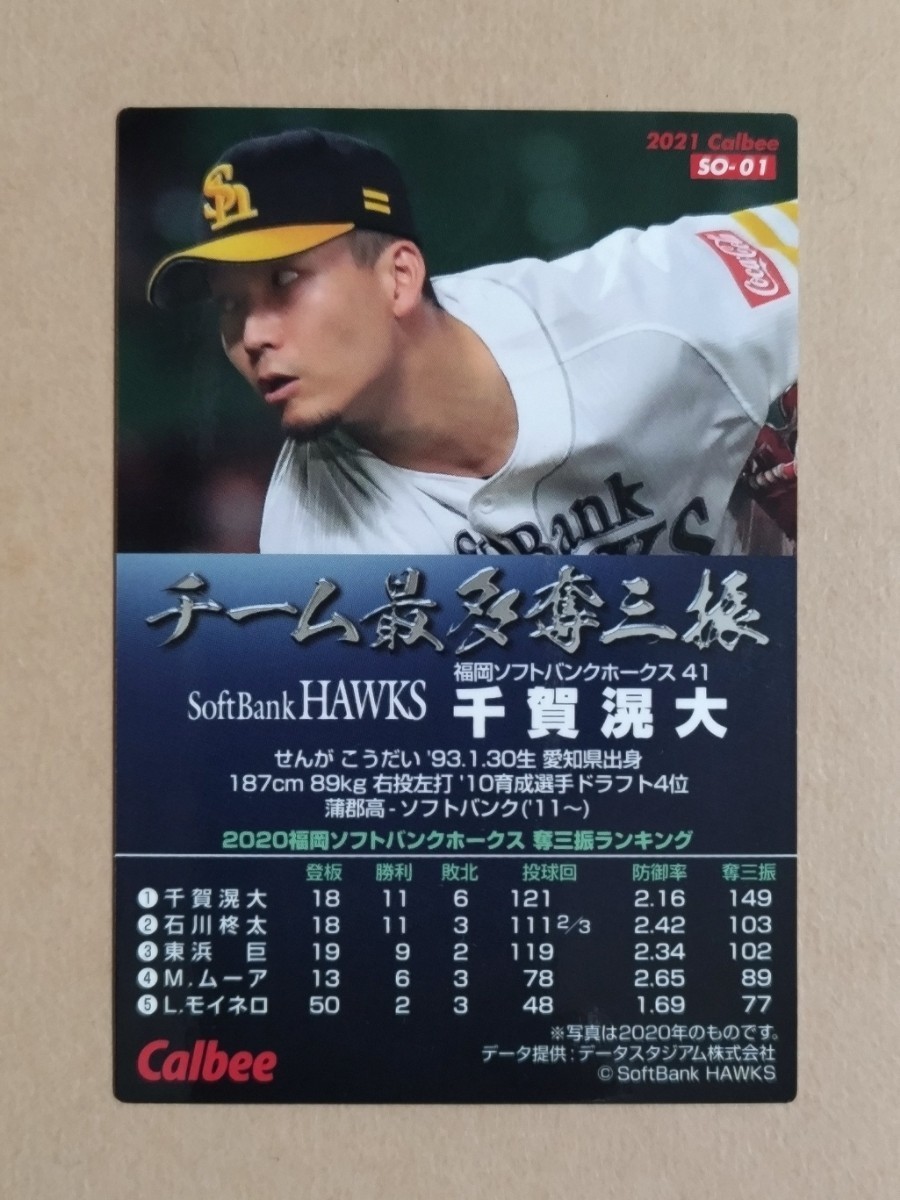 2021 Calbee
SO-01
Sh
Coca-Cola
SoftBank
HAWKS
チーム最多奪三振
福岡ソフトバンクホークス 41
SoftBank HAWKS 千賀滉大
せんが こうだい '93.1.30生 愛知県出身
187cm 89kg 右投左打 '10育成選手ドラフト4位
蒲郡高-ソフトバンク('11～)
2020福岡ソフトバンクホークス 奪三振ランキング
登板 勝利 敗北 投球回 防御率 奪三振
①千賀滉大 18 11 6 121 2.16 149
②石川柊太 18 11 3 111 2/3 2.42 103
③東浜 巨 19 9 2 119 2.34 102
④M.ムーア 13 6 3 78 2.65 89
⑤L.モイネロ 50 2 3 48 1.69 77
※写真は2020年のものです。
Calbee データ提供:データスタジアム株式会社
© SoftBank HAWKS